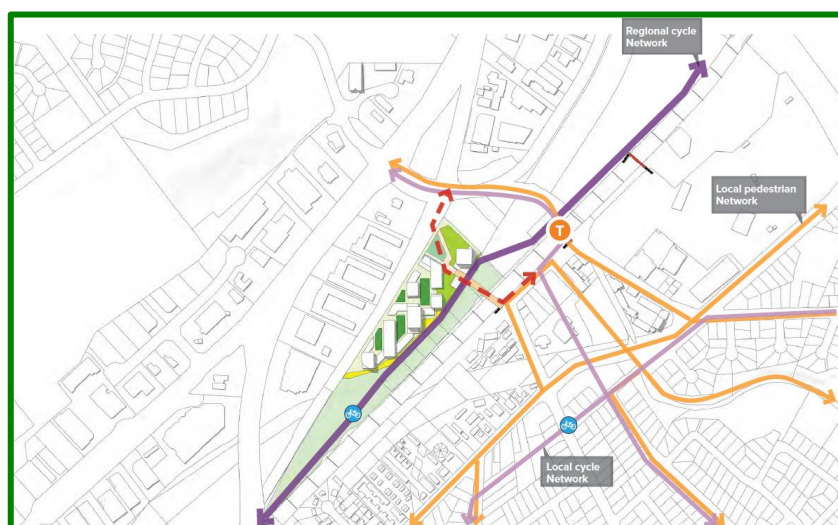 Regional cycle
Network
Local pedestrian
Network
T
Local cycle
Network